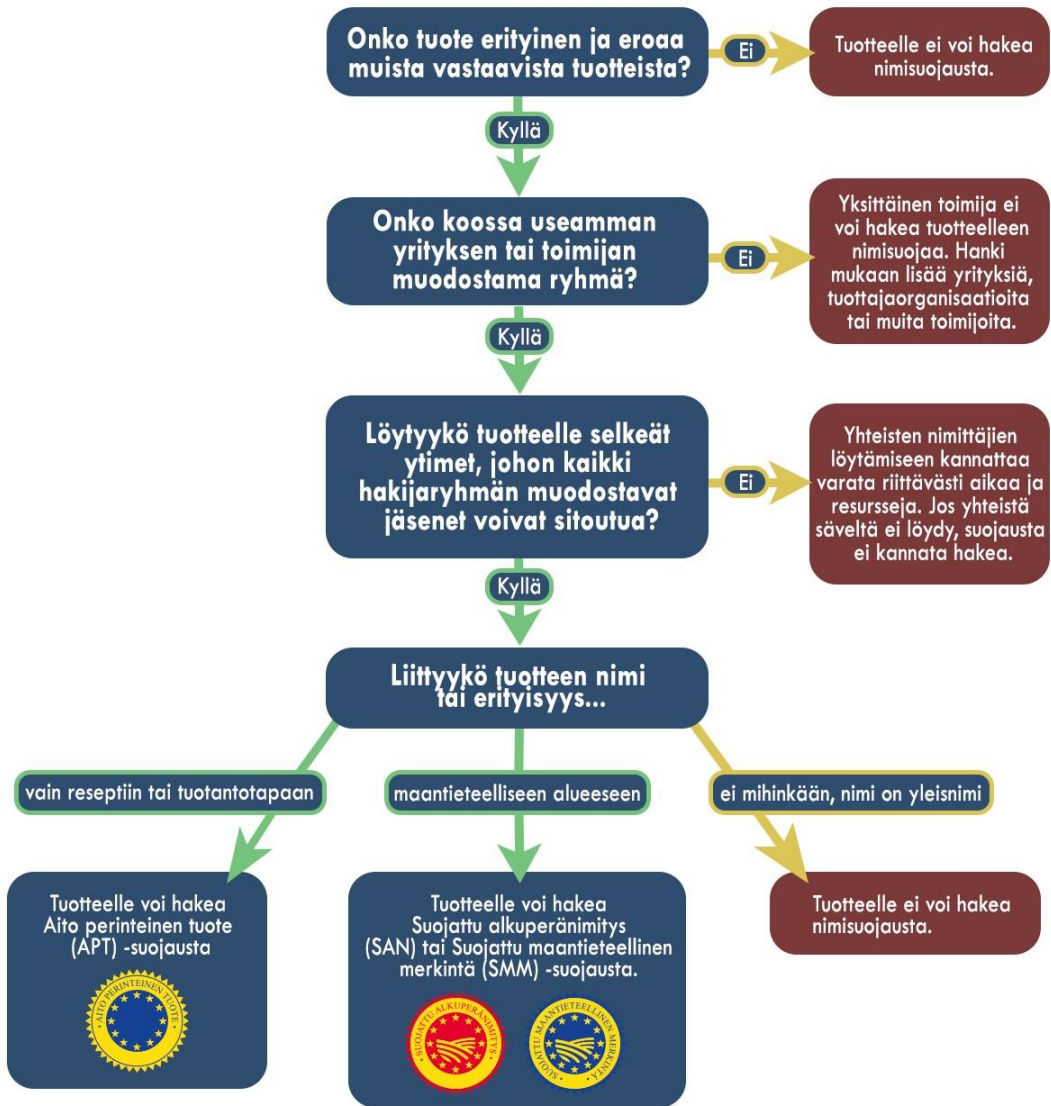 Onko tuote erityinen ja eroaa
muista vastaavista tuotteista?
Ei
Tuotteelle ei voi hakea
nimisuojausta.
Kyllä
Onko koossa useamman
yrityksen tai toimijan
muodostama ryhmä?
Ei
Yksittäinen toimija ei
voi hakea tuotteelleen
nimisuojaa. Hanki
mukaan lisää yrityksiä,
tuottajaorganisaatioita
tai muita toimijoita.
Kyllä
Löytyykö tuotteelle selkeät
ytimet, johon kaikki
hakijaryhmän muodostavat
jäsenet voivat sitoutua?
Ei
Yhteisten nimittäjien
löytämiseen kannattaa
varata riittävästi aikaa ja
resursseja. Jos yhteistä
säveltä ei löydy, suojausta
ei kannata hakea.
Kyllä
Liittyykö tuotteen nimi
tai erityisyys...
vain reseptiin tai tuotantotapaan
maantieteelliseen alueeseen
ei mihinkään, nimi on yleisnimi
Tuotteelle voi hakea
Aito perinteinen tuote
(APT) -suojausta
AITO PERINTEINEN TUOTE
Tuotteelle voi hakea
Suojattu alkuperänimitys
(SAN) tai Suojattu maantieteellinen
merkintä (SMM) -suojausta.
SUOJATTU ALKUPERÄNIMITYS
SUOJATTU MAANTIETEELLINEN MERKINTÄ
Tuotteelle ei voi hakea
nimisuojausta.